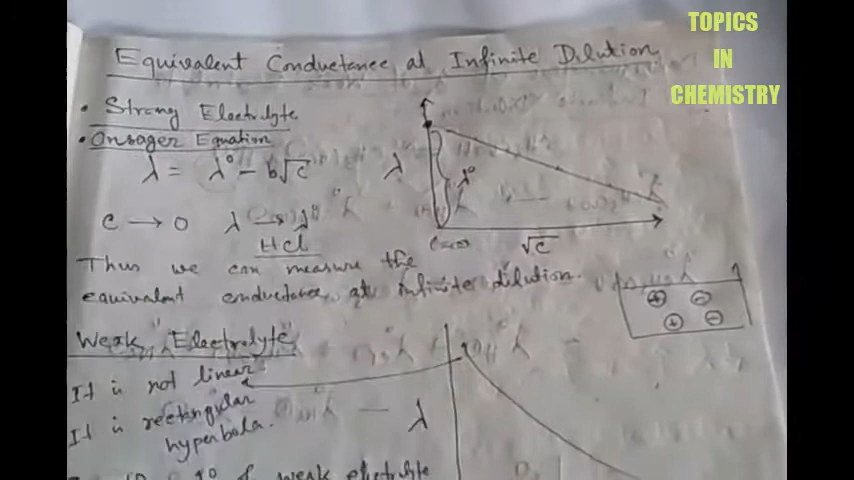 TOPICS
IN
CHEMISTRY
Equivalent Conductance at Infinite Dilution
• Strong Electrolyte
• Onsager Equation
λ = λ° - b√c
λ
λ°
c → 0 λ → λ°
HCl
√c
Thus we can measure the
equivalent conductance at infinite dilution.
Weak Electrolyte
It is not linear
It is rectangular
hyperbola.
λ
of weak electrolyte